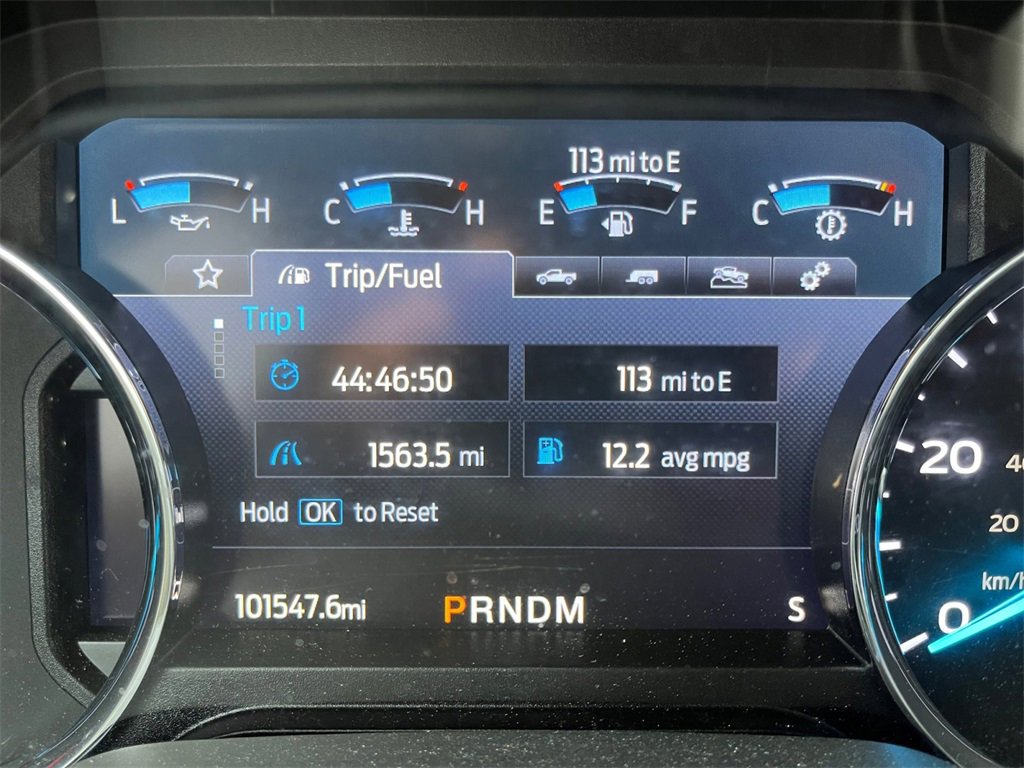 113 mi to E
L H C H E F C H
Trip/Fuel
Trip 1
44:46:50 113 mi to E
1563.5 mi 12.2 avg mpg
Hold OK to Reset
101547.6mi PRNDM S
20
20
km/h
0